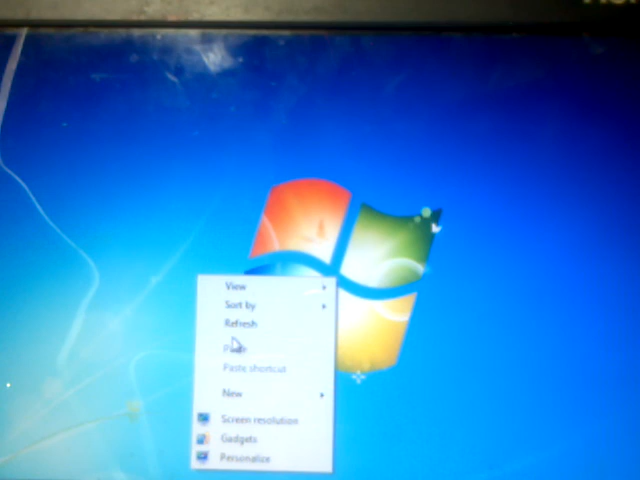 View
Sort by
Refresh
Paste
Paste shortcut
New
Screen resolution
Gadgets
Personalize